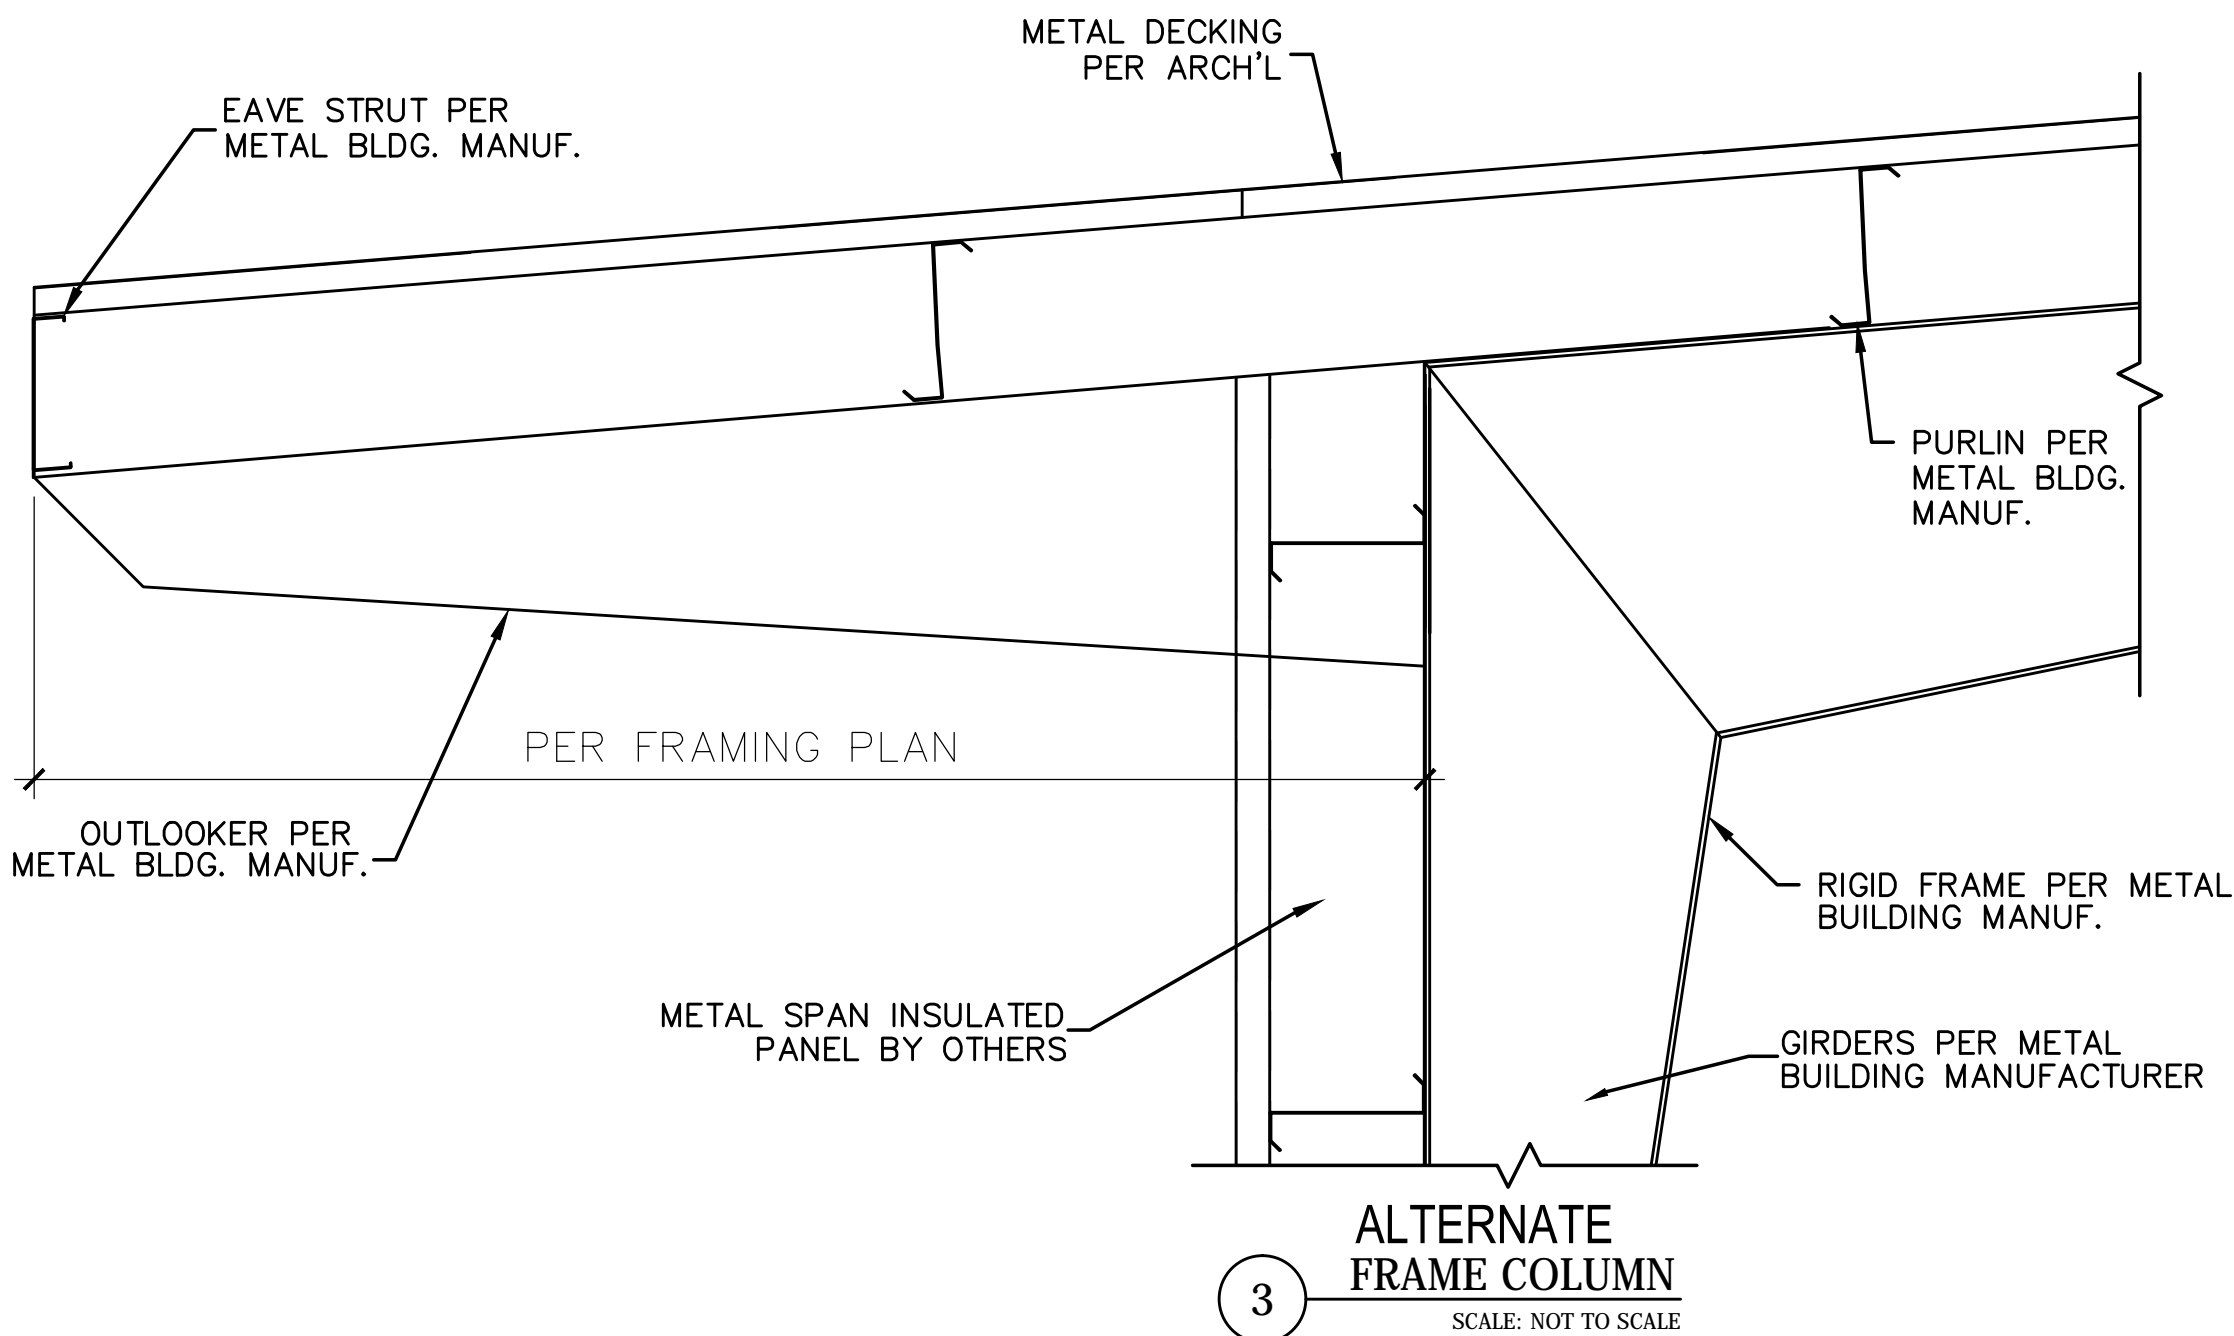 METAL DECKING
PER ARCH'L
EAVE STRUT PER
METAL BLDG. MANUF.
PURLIN PER
METAL BLDG.
MANUF.
PER FRAMING PLAN
OUTLOOKER PER
METAL BLDG. MANUF.
RIGID FRAME PER METAL
BUILDING MANUF.
METAL SPAN INSULATED
PANEL BY OTHERS
GIRDERS PER METAL
BUILDING MANUFACTURER
ALTERNATE
FRAME COLUMN
3
SCALE: NOT TO SCALE